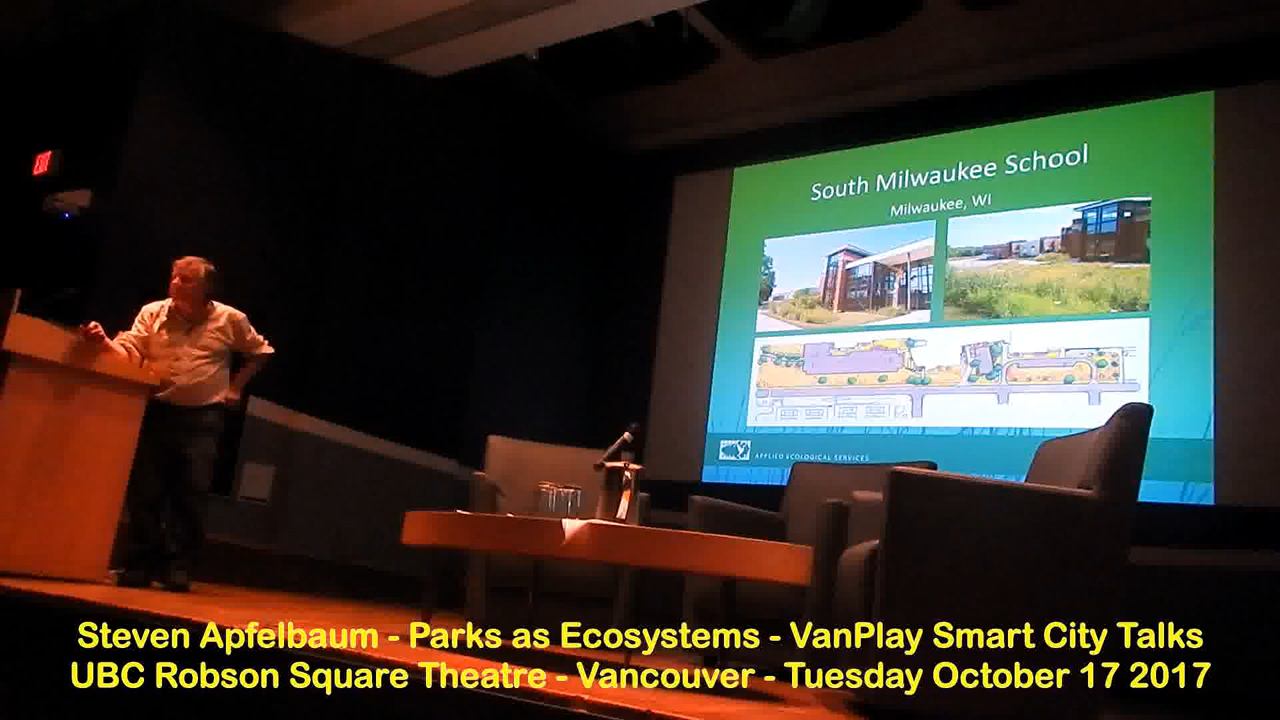 EXIT
South Milwaukee School
Milwaukee, WI
APPLIED ECOLOGICAL SERVICES
Steven Apfelbaum - Parks as Ecosystems - VanPlay Smart City Talks
UBC Robson Square Theatre - Vancouver - Tuesday October 17 2017